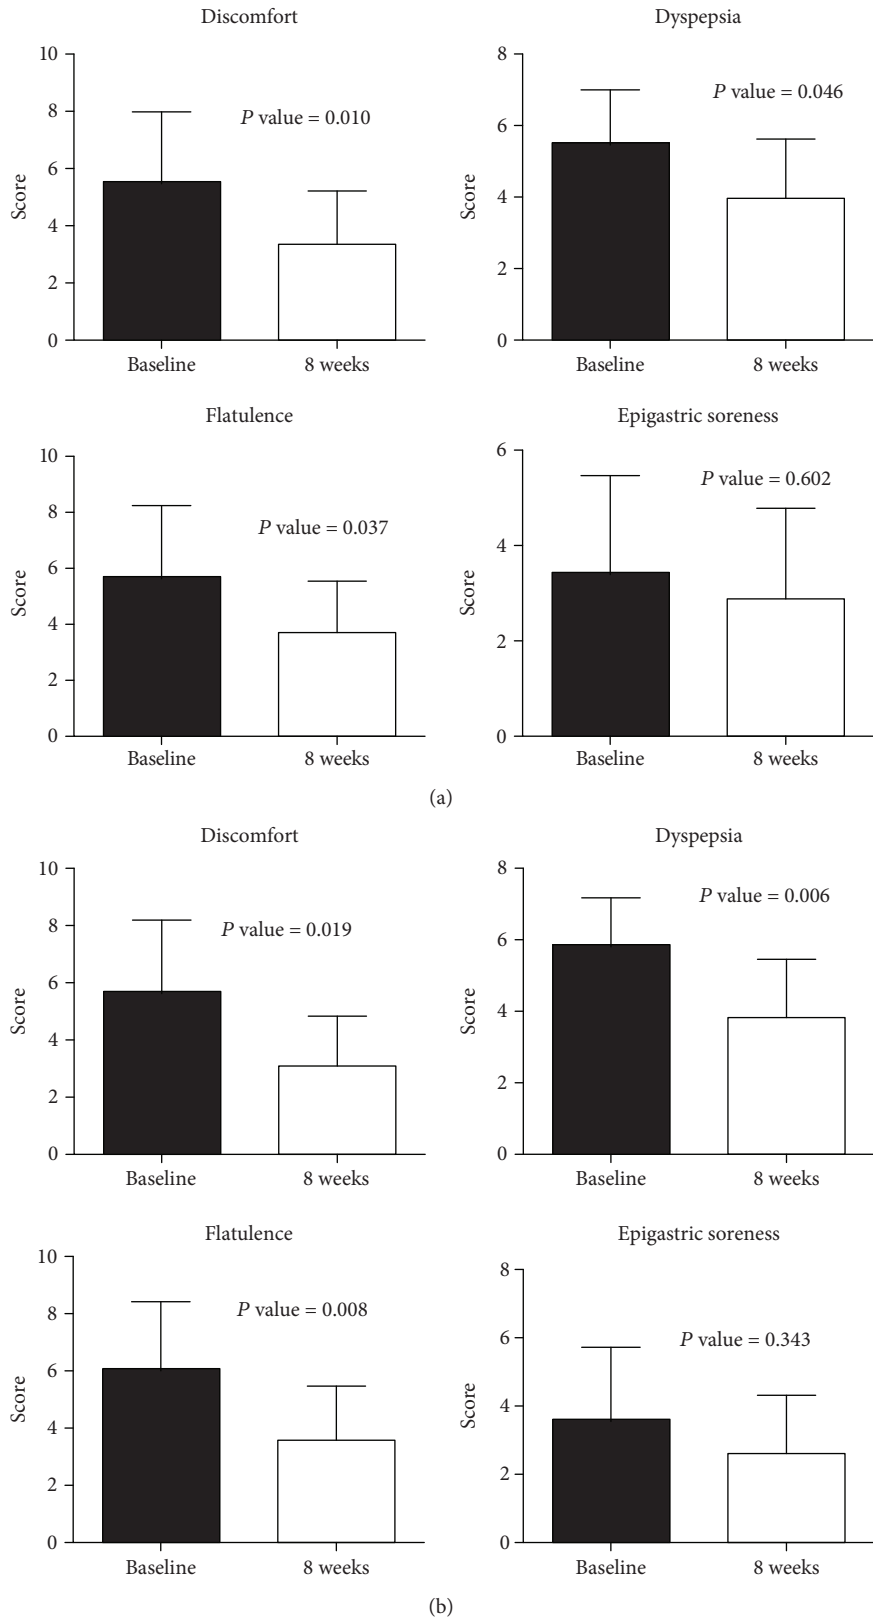 Discomfort
10
8
6
4
2
0
Score
P value = 0.010
Baseline
8 weeks
Dyspepsia
8
6
4
2
0
Score
P value = 0.046
Baseline
8 weeks
Flatulence
10
8
6
4
2
0
Score
P value = 0.037
Baseline
8 weeks
Epigastric soreness
6
4
2
0
Score
P value = 0.602
Baseline
8 weeks
(a)
Discomfort
10
8
6
4
2
0
Score
P value = 0.019
Baseline
8 weeks
Dyspepsia
8
6
4
2
0
Score
P value = 0.006
Baseline
8 weeks
Flatulence
10
8
6
4
2
0
Score
P value = 0.008
Baseline
8 weeks
Epigastric soreness
8
6
4
2
0
Score
P value = 0.343
Baseline
8 weeks
(b)